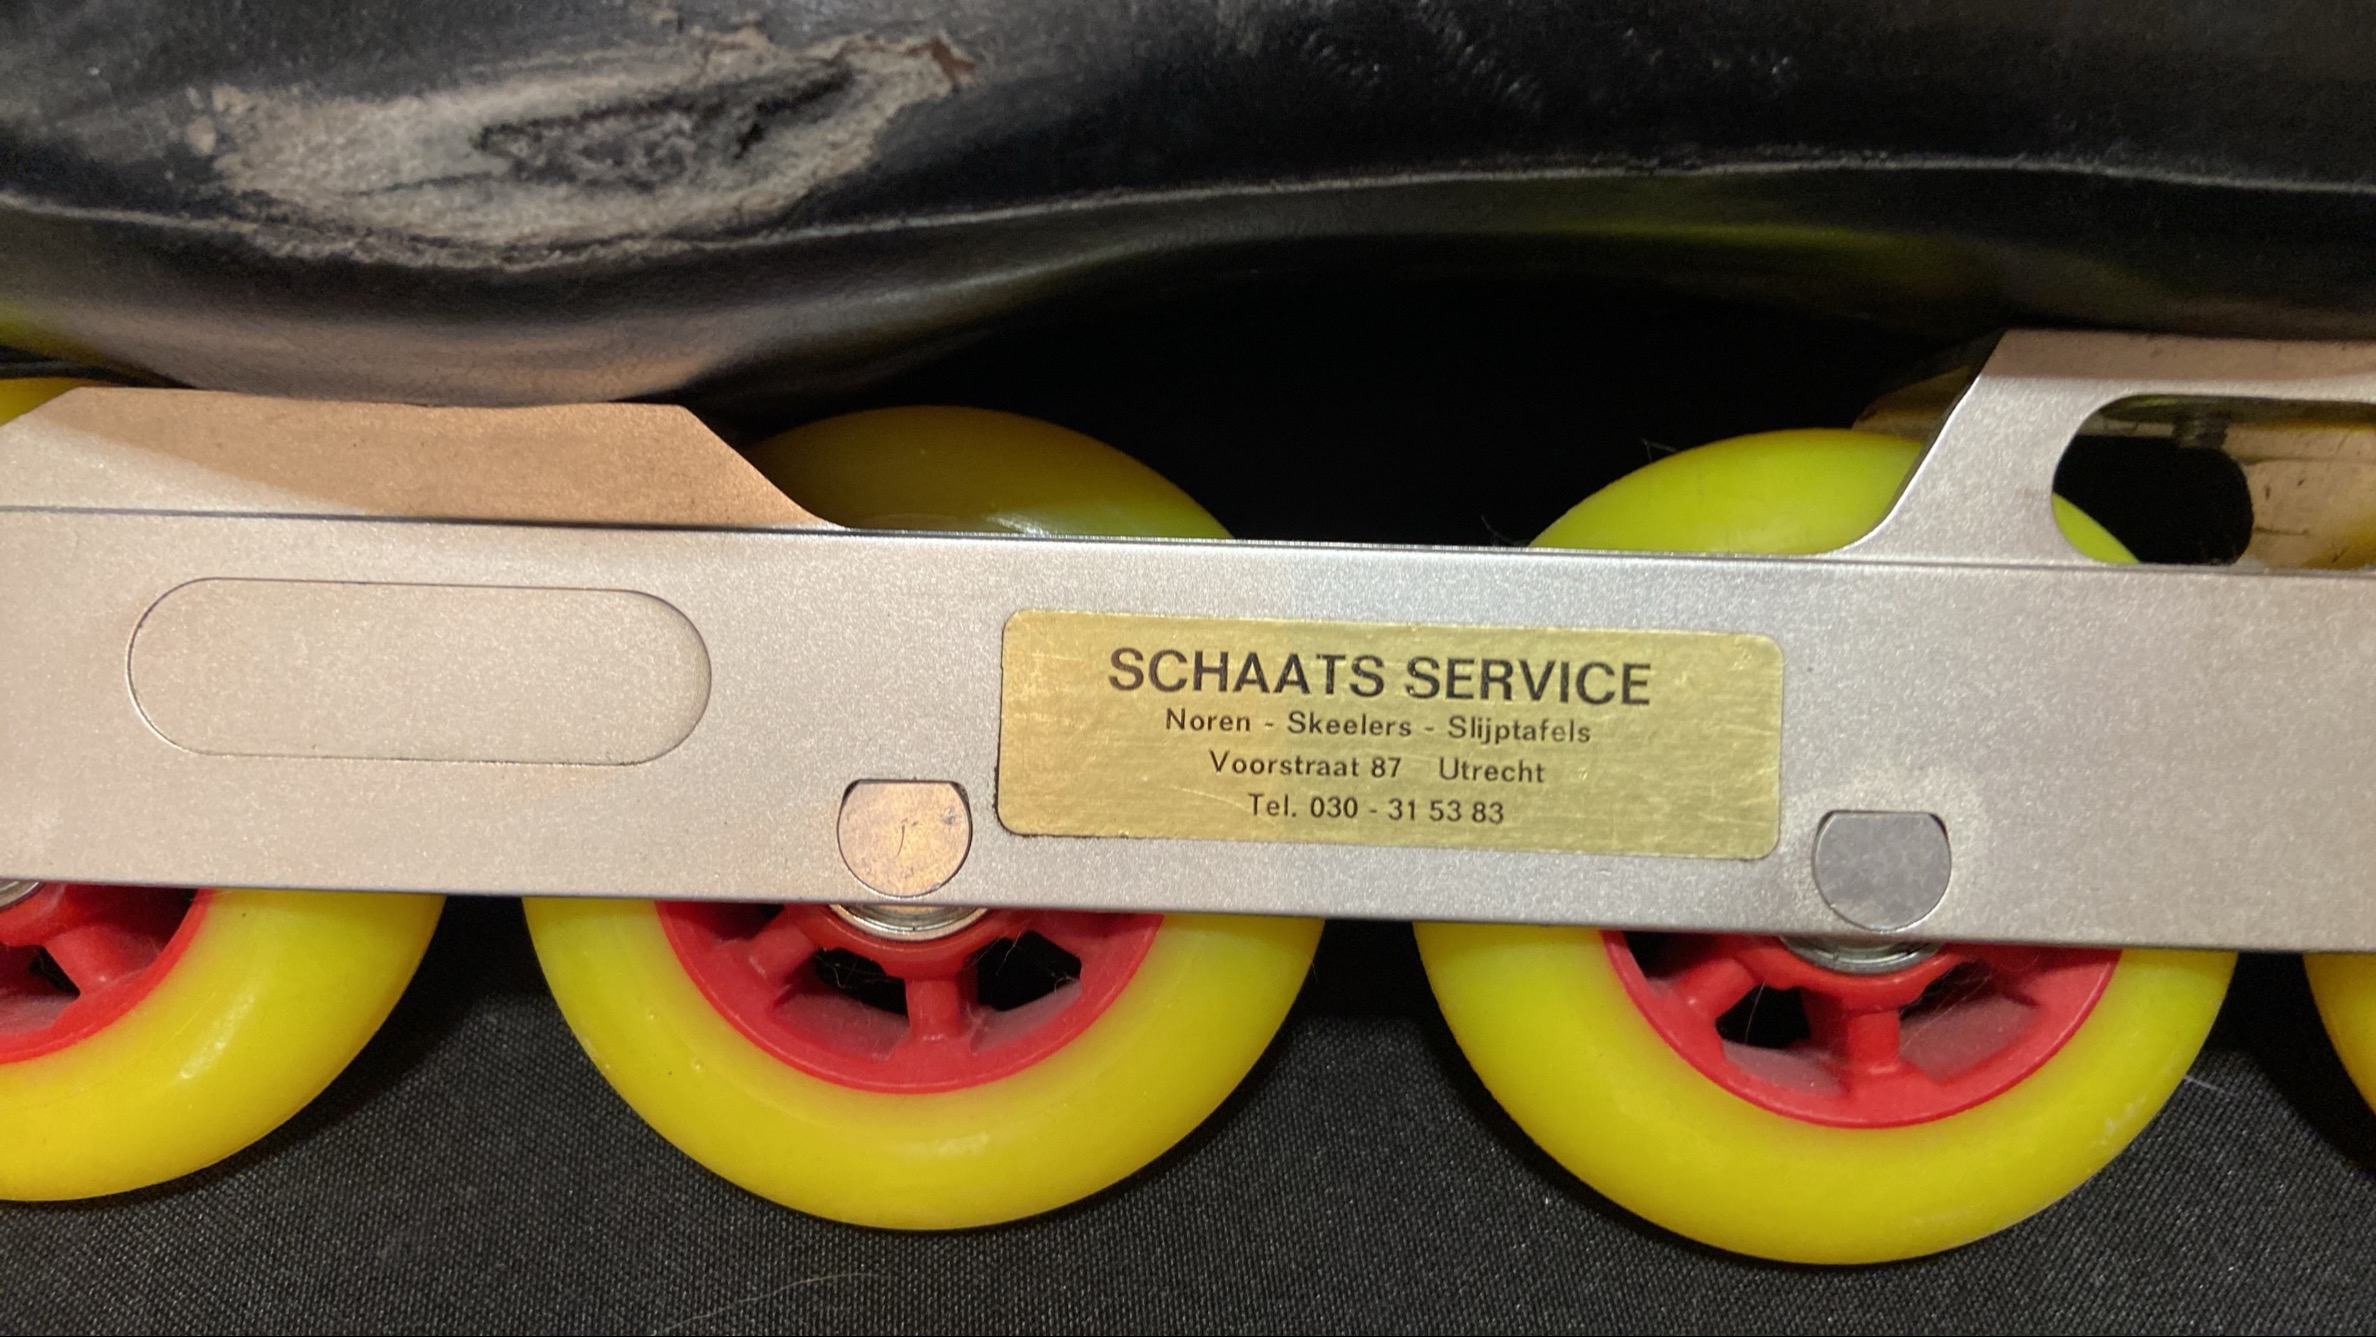 SCHAATS SERVICE
Noren - Skeelers - Slijptafels
Voorstraat 87 Utrecht
Tel. 030 - 31 53 83